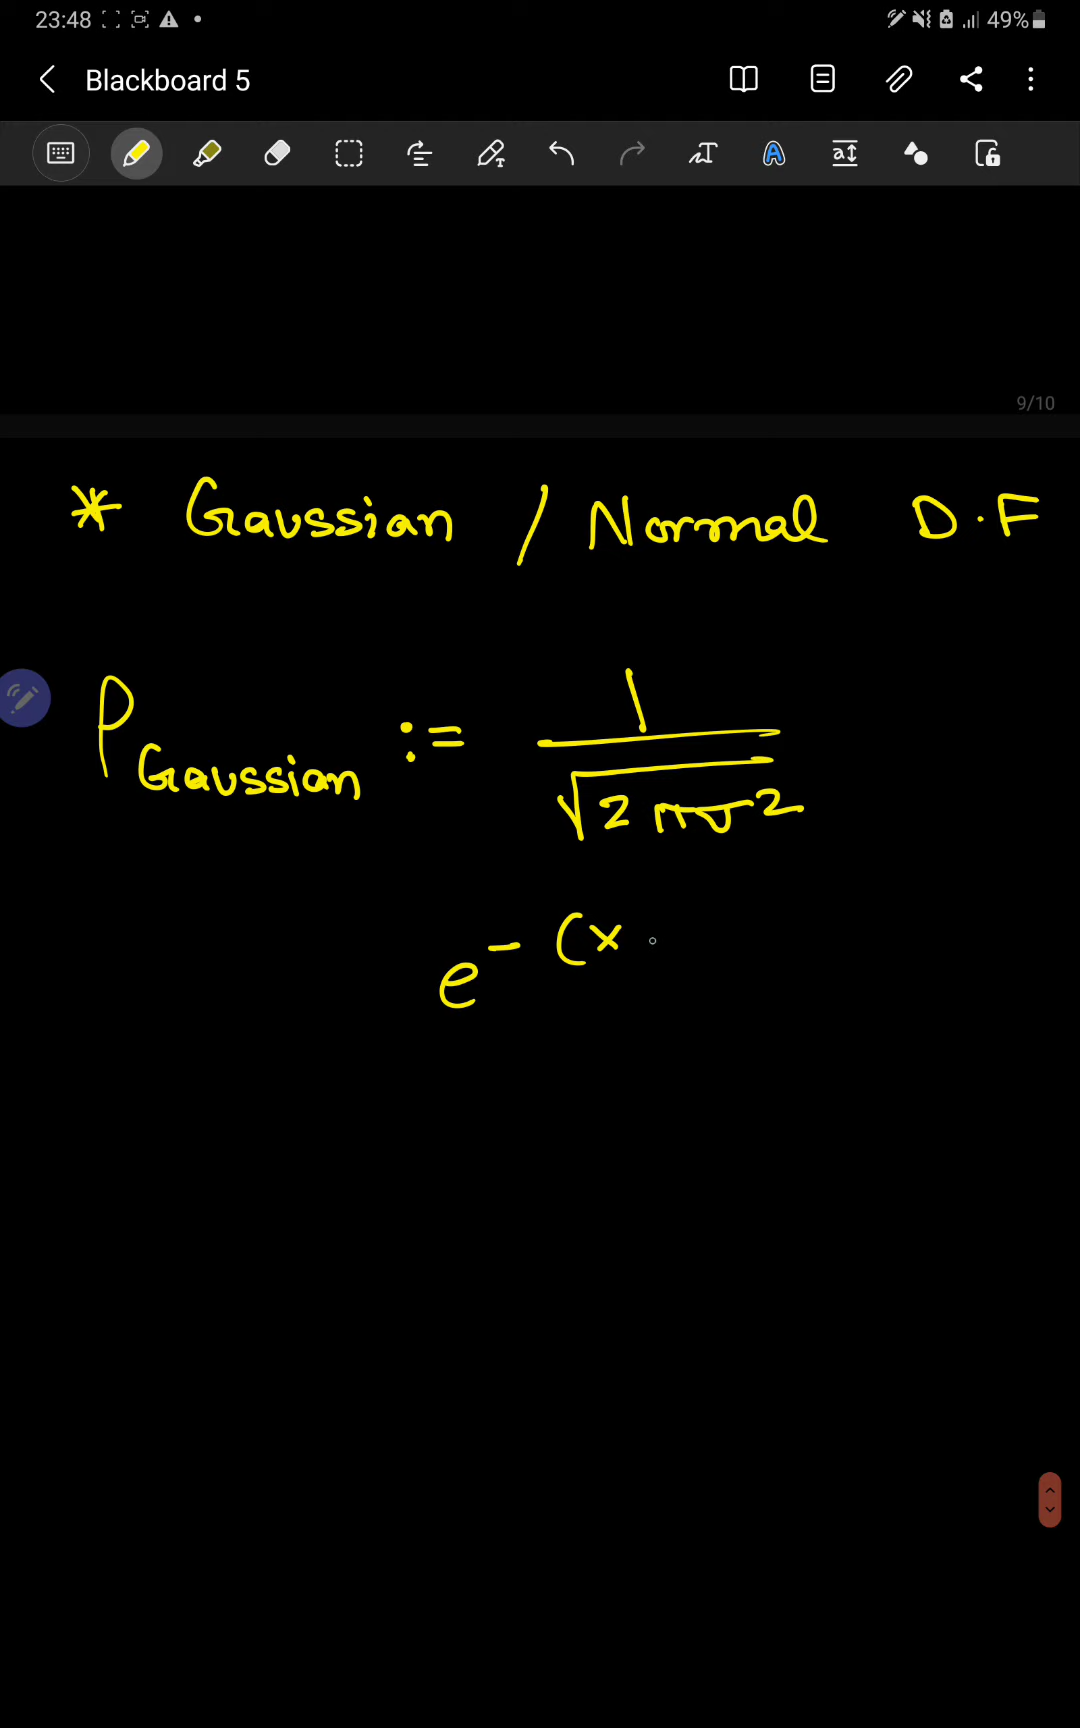 23:48 49%
Blackboard 5
9/10
* Gaussian / Normal D.F
P Gaussian := 1
√2πσ2
e - (x